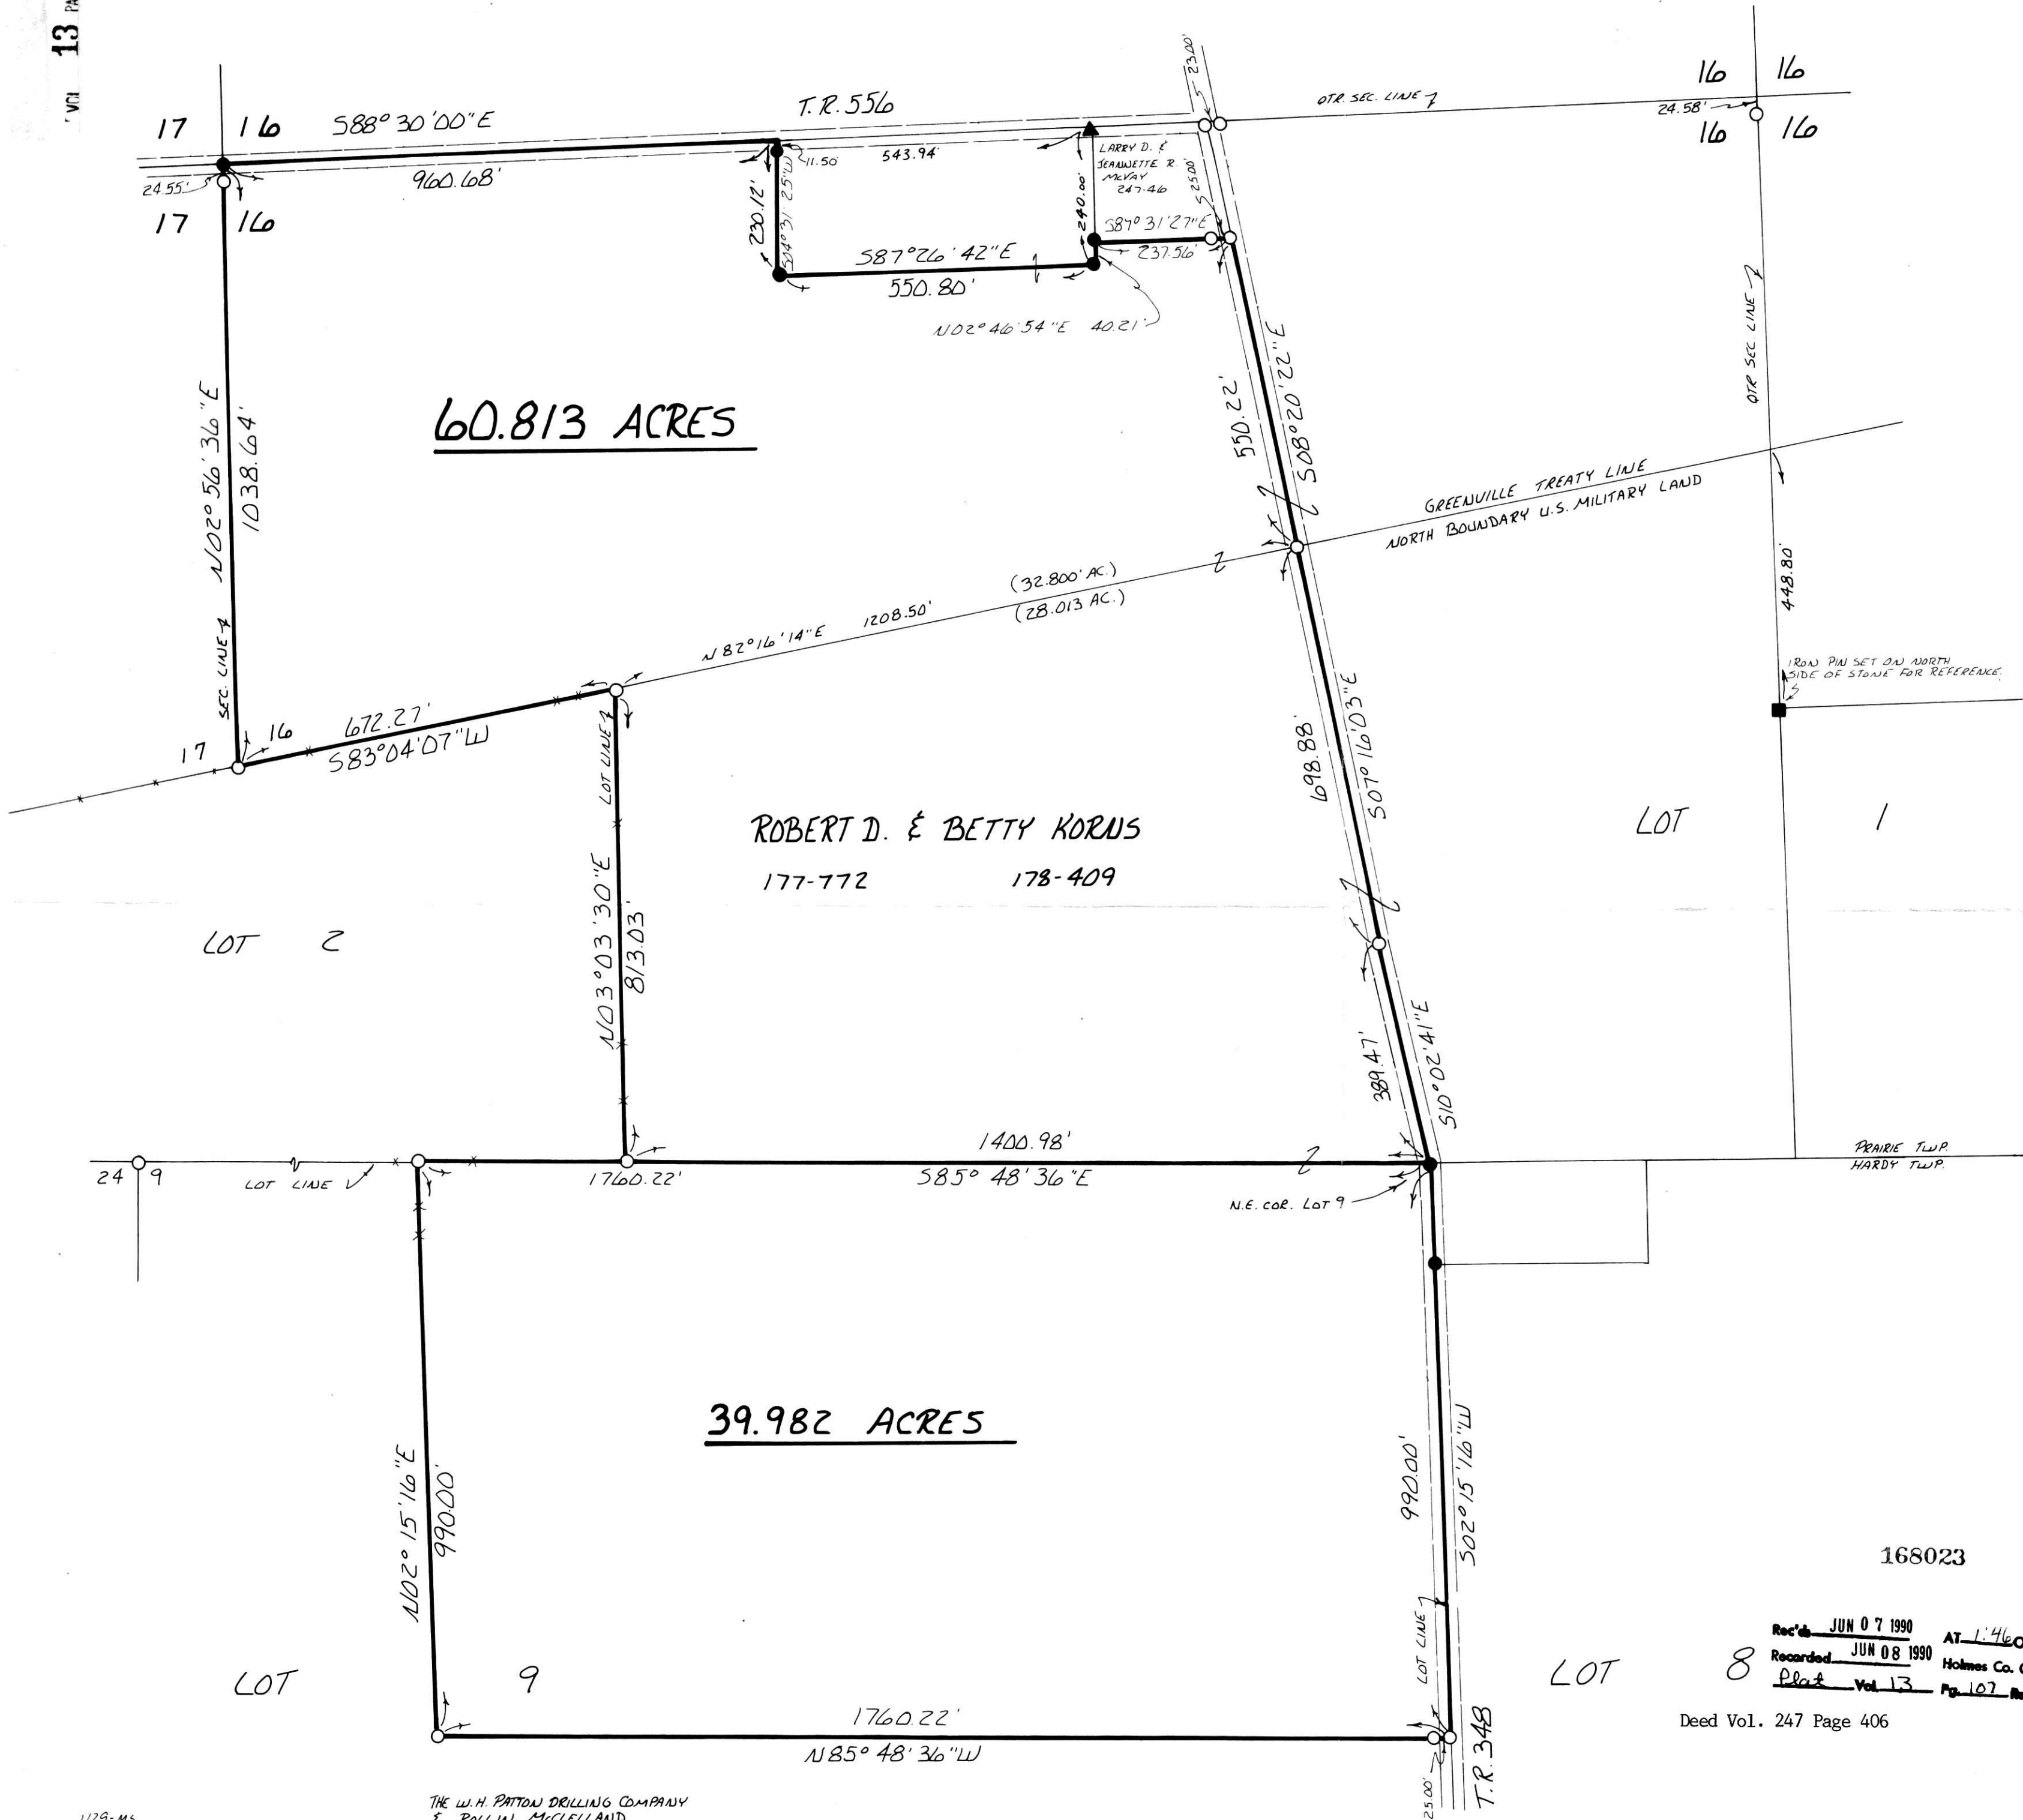 VOL 13
17 16
S88° 30' 00" E
T.R. 556
960.68'
24.55'
17 16
11.50
543.94'
LARRY D. &
JEANNETTE R.
McVAY
247-46
23.00'
25.00'
QTR. SEC. LINE
24.58'
16 16
16 16
230.12'
S04° 31' 25" W
240.00'
S87° 31' 27" E
237.56'
S87° 26' 42" E
550.80'
N02° 46' 54" E 40.21'
60.813 ACRES
N02° 56' 36" E
1038.64'
SEC. LINE
550.22'
S08° 20' 22" E
QTR SEC LINE
GREENVILLE TREATY LINE
NORTH BOUNDARY U.S. MILITARY LAND
448.80'
(32.800' AC.)
(28.013 AC.)
N 82° 16' 14" E 1208.50'
IRON PIN SET ON NORTH
SIDE OF STONE FOR REFERENCE.
17 16
672.27'
S83° 04' 07" W
LOT LINE
698.88'
S07° 16' 03" E
ROBERT D. & BETTY KORNS
177-772 178-409
LOT 1
LOT 2
N03° 03' 30" E
813.03'
389.47'
S10° 02' 41" E
1400.98'
PRAIRIE TWP.
HARDY TWP.
24 9
LOT LINE
1760.22'
S85° 48' 36" E
N.E. COR. LOT 9
39.982 ACRES
N02° 15' 16" E
990.00'
990.00'
S02° 15' 16" W
LOT LINE
LOT 9
1760.22'
N85° 48' 36" W
25.00'
T.R. 348
LOT 8
168023
Rec'd JUN 07 1990 AT 1:46
Recorded JUN 08 1990 Holmes Co.
Plat Vol. 13 Pg. 107
Deed Vol. 247 Page 406
THE W.H. PATTON DRILLING COMPANY
& ROLLIN McCLELLAND